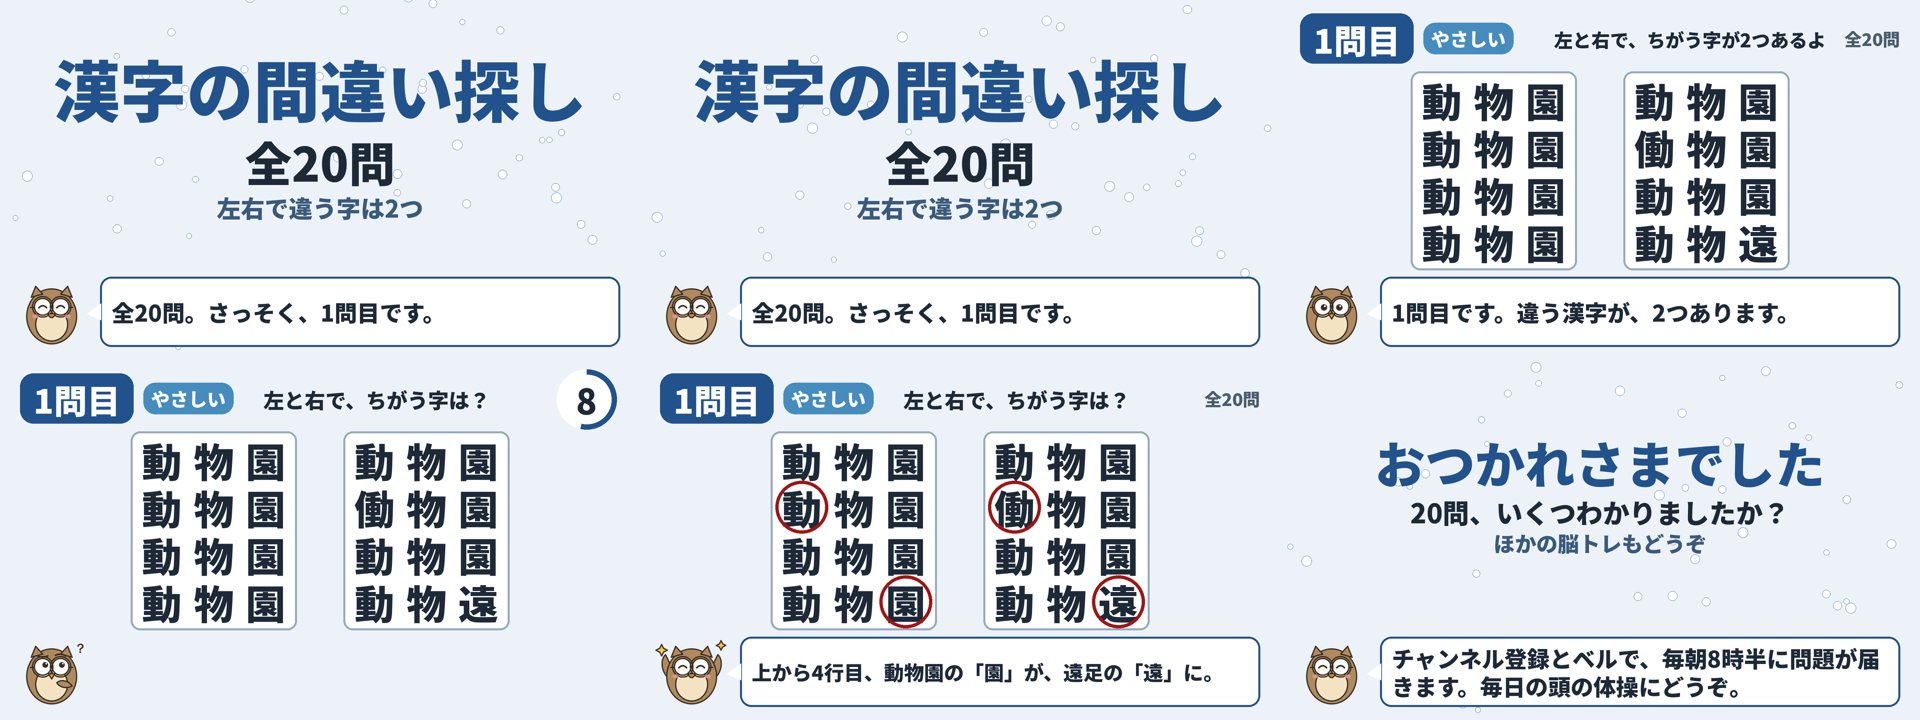 漢字の間違い探し
全20問
左右で違う字は2つ
全20問。さっそく、1問目です。
漢字の間違い探し
全20問
左右で違う字は2つ
全20問。さっそく、1問目です。
1問目 やさしい 左と右で、ちがう字が2つあるよ 全20問
動物園 動物園
動物園 働物園
動物園 動物園
動物園 動物遠
1問目です。違う漢字が、2つあります。
1問目 やさしい 左と右で、ちがう字は? 8
動物園 動物園
動物園 働物園
動物園 動物園
動物園 動物遠
?
1問目 やさしい 左と右で、ちがう字は? 全20問
動物園 動物園
動物園 働物園
動物園 動物園
動物園 動物遠
上から4行目、動物園の「園」が、遠足の「遠」に。
おつかれさまでした
20問、いくつわかりましたか?
ほかの脳トレもどうぞ
チャンネル登録とベルで、毎朝8時半に問題が届
きます。毎日の頭の体操にどうぞ。